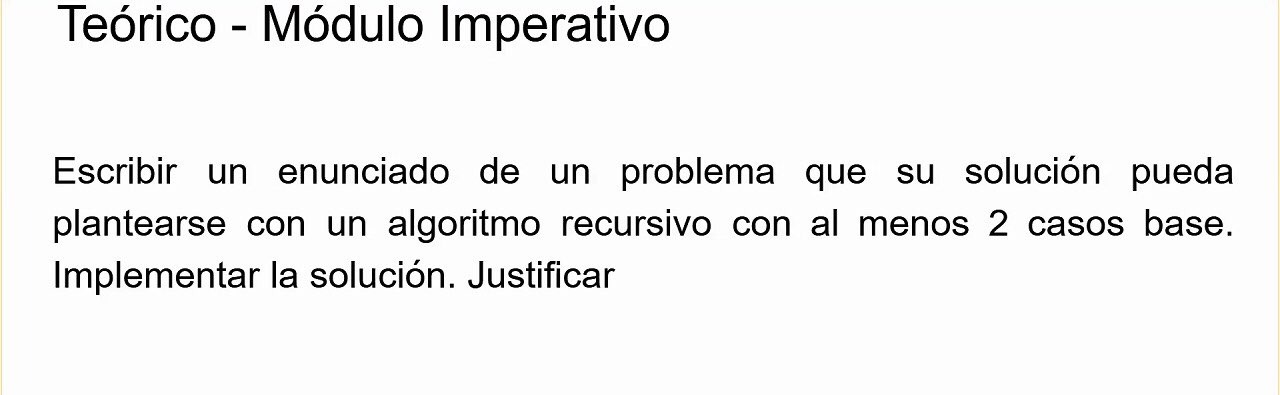 Teórico - Módulo Imperativo
Escribir un enunciado de un problema que su solución pueda
plantearse con un algoritmo recursivo con al menos 2 casos base.
Implementar la solución. Justificar